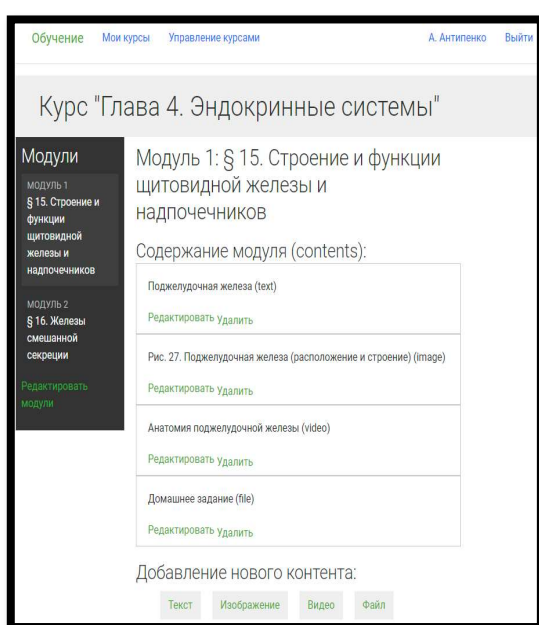 Обучение Мои курсы Управление курсами А. Антипенко Выйти
Курс "Глава 4. Эндокринные системы"
Модули
МОДУЛЬ 1
§ 15. Строение и
функции
щитовидной
железы и
надпочечников
МОДУЛЬ 2
§ 16. Железы
смешанной
секреции
Редактировать
модули
Модуль 1: § 15. Строение и функции
щитовидной железы и
надпочечников
Содержание модуля (contents):
Поджелудочная железа (text)
Редактировать Удалить
Рис. 27. Поджелудочная железа (расположение и строение) (image)
Редактировать Удалить
Анатомия поджелудочной железы (video)
Редактировать Удалить
Домашнее задание (file)
Редактировать Удалить
Добавление нового контента:
Текст Изображение Видео Файл